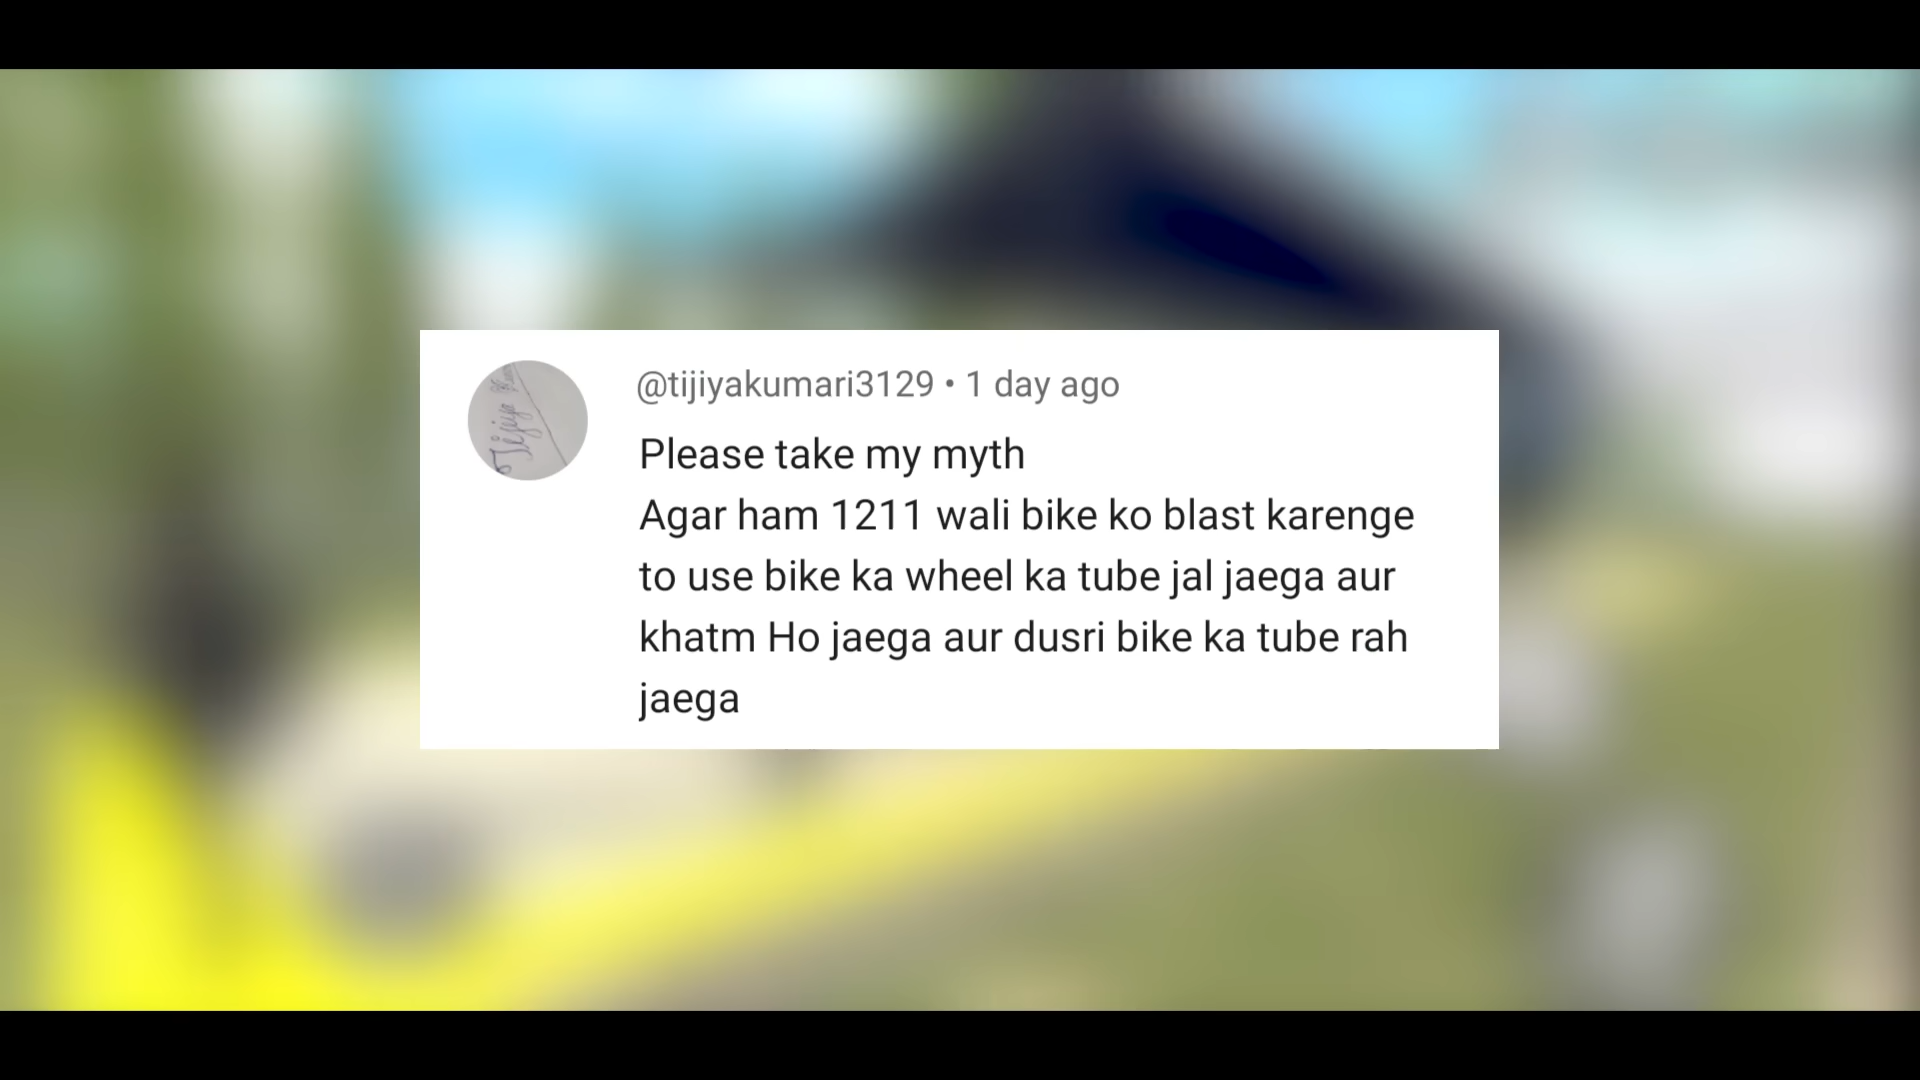 Tijiya
@tijiyakumari3129 • 1 day ago
Please take my myth
Agar ham 1211 wali bike ko blast karenge
to use bike ka wheel ka tube jal jaega aur
khatm Ho jaega aur dusri bike ka tube rah
jaega